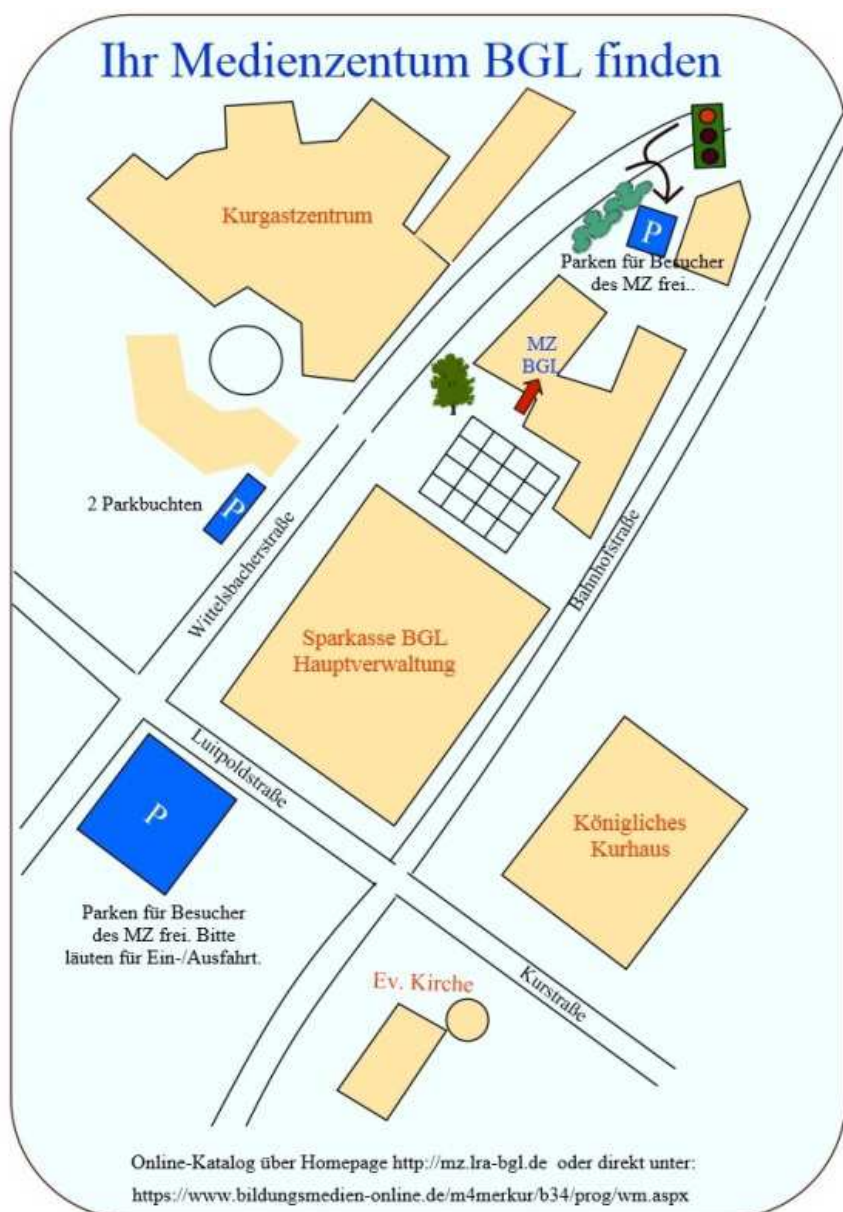 Ihr Medienzentum BGL finden
Kurgastzentrum
P
Parken für Besucher
des MZ frei..
MZ
BGL
2 Parkbuchten
P
Wittelsbacherstraße
Bahnhofstraße
Sparkasse BGL
Hauptverwaltung
Luitpoldstraße
P
Königliches
Kurhaus
Parken für Besucher
des MZ frei. Bitte
läuten für Ein-/Ausfahrt.
Ev. Kirche
Kurstraße
Online-Katalog über Homepage http://mz.lra-bgl.de oder direkt unter:
https://www.bildungsmedien-online.de/m4merkur/b34/prog/wm.aspx